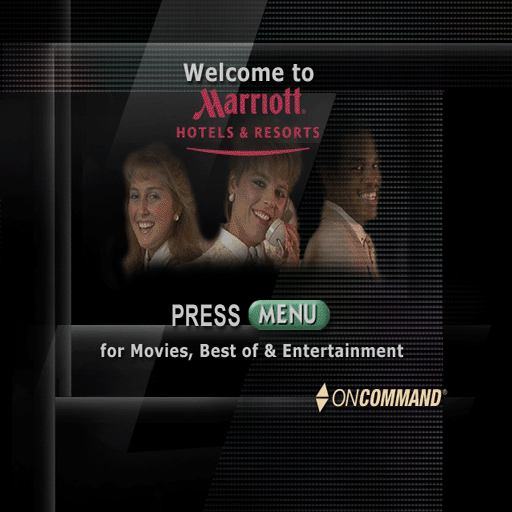 Welcome to
Marriott®
HOTELS & RESORTS
PRESS MENU
for Movies, Best of & Entertainment
ONCOMMAND®